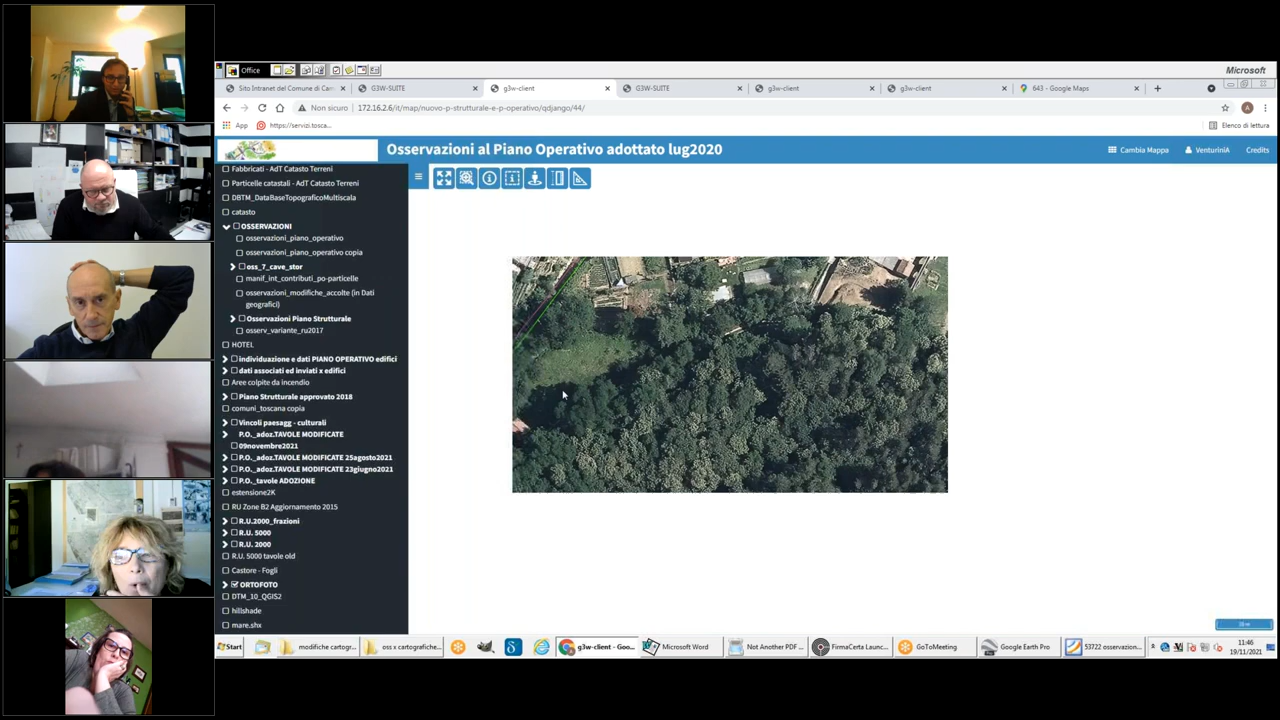 Office
Microsoft
Sito Intranet del Comune di Car
G3W-SUITE
g3w-client
G3W-SUITE
g3w-client
g3w-client
643 - Google Maps
Non sicuro
172.16.2.6/it/map/nuovo-p-strutturale-e-p-operativo/qdjango/44/
App
https://servizi.tosca...
Elenco di lettura
Osservazioni al Piano Operativo adottato lug2020
Cambia Mappa
VenturiniA
Credits
Fabbricati - AdT Catasto Terreni
Particelle catastali - AdT Catasto Terreni
DBTM_DataBaseTopograficoMultiscala
catasto
OSSERVAZIONI
osservazioni_piano_operativo
osservazioni_piano_operativo copia
oss_7_cave_stor
manif_int_contributi_po-particelle
osservazioni_modifiche_accolte (in Dati
geografici)
Osservazioni Piano Strutturale
osserv_variante_ru2017
HOTEL
individuazione e dati PIANO OPERATIVO edifici
dati associati ed inviati x edifici
Aree colpite da incendio
Piano Strutturale approvato 2018
comuni_toscana copia
Vincoli paesagg - culturali
P.O._adoz.TAVOLE MODIFICATE
09novembre2021
P.O._adoz.TAVOLE MODIFICATE 25agosto2021
P.O._adoz.TAVOLE MODIFICATE 23giugno2021
P.O._tavole ADOZIONE
estensione2K
RU Zone B2 Aggiornamento 2015
R.U.2000_frazioni
R.U. 5000
R.U. 2000
R.U. 5000 tavole old
Castore - Fogli
ORTOFOTO
DTM_10_QGIS2
hillshade
mare.shx
Start
modifiche cartogr...
oss x cartografiche...
g3w-client - Goo...
Microsoft Word
Not Another PDF ...
FirmaCerta Launc...
GoToMeeting
Google Earth Pro
53722 osservazion...
11:46
19/11/2021